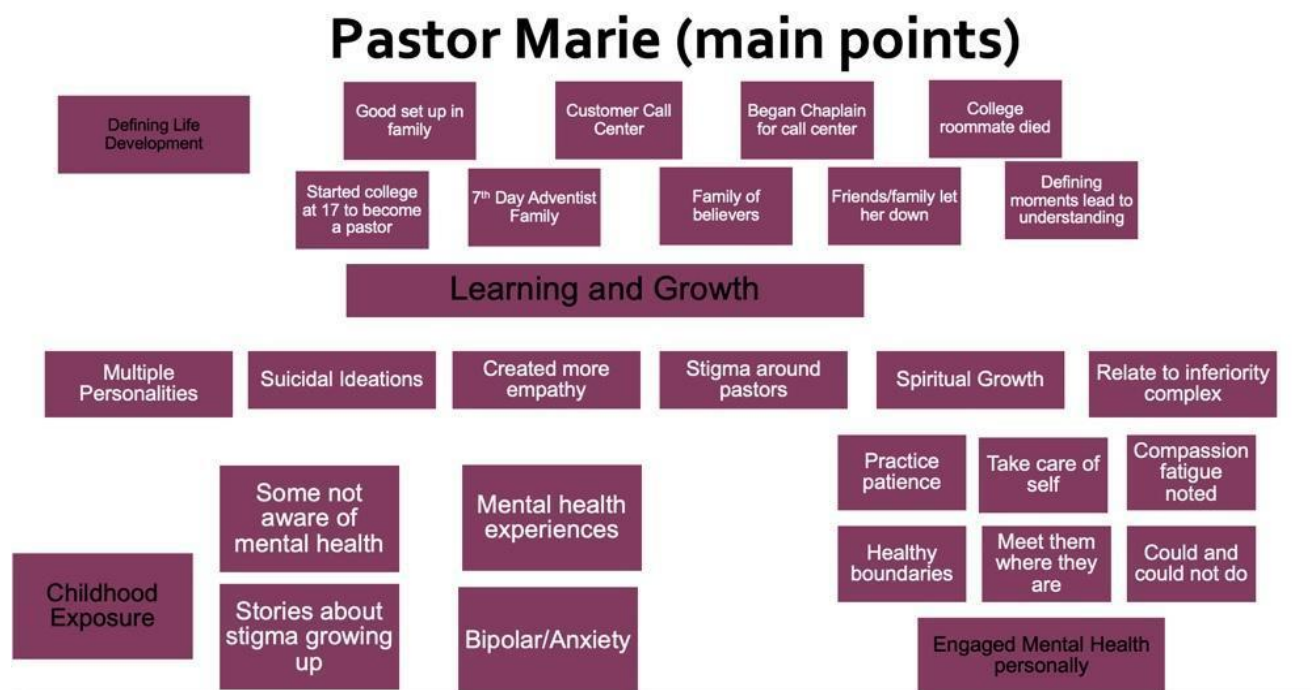 Pastor Marie (main points)
Defining Life
Development
Good set up in
family
Customer Call
Center
Began Chaplain
for call center
College
roommate died
Started college
at 17 to become
a pastor
7th Day Adventist
Family
Family of
believers
Friends/family let
her down
Defining
moments lead to
understanding
Learning and Growth
Multiple
Personalities
Suicidal Ideations
Created more
empathy
Stigma around
pastors
Spiritual Growth
Relate to inferiority
complex
Childhood
Exposure
Some not
aware of
mental health
Mental health
experiences
Stories about
stigma growing
up
Bipolar/Anxiety
Practice
patience
Take care of
self
Compassion
fatigue
noted
Healthy
boundaries
Meet them
where they
are
Could and
could not do
Engaged Mental Health
personally